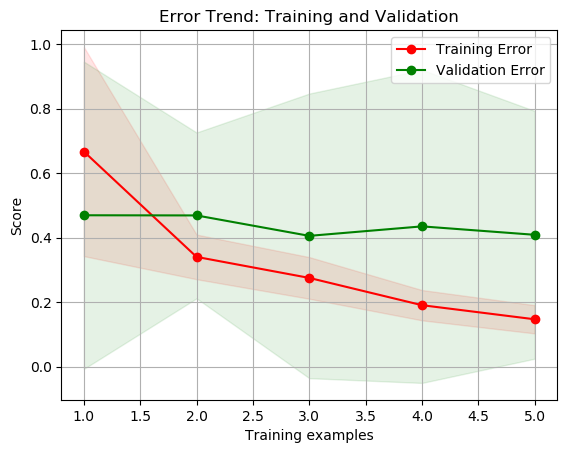 Error Trend: Training and Validation
Training Error
Validation Error
Score
1.0
0.8
0.6
0.4
0.2
0.0
1.0 1.5 2.0 2.5 3.0 3.5 4.0 4.5 5.0
Training examples